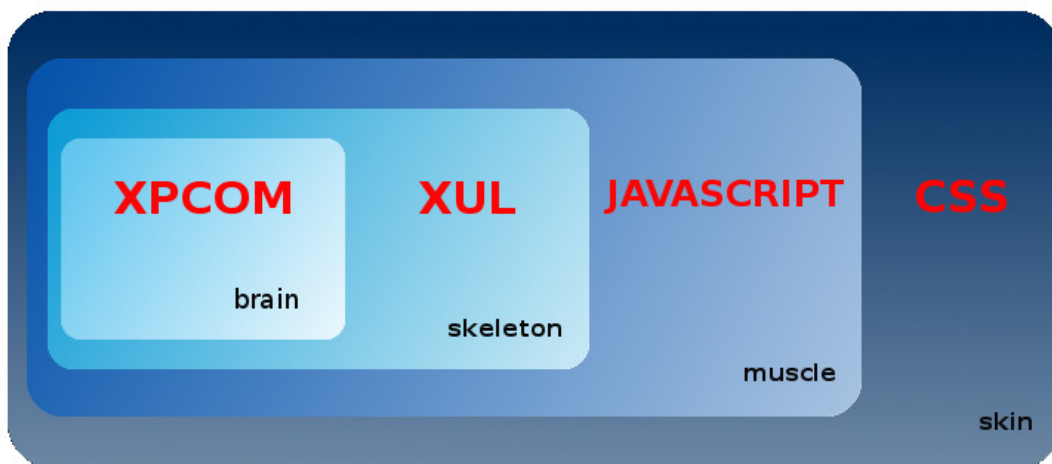 XPCOM
XUL
JAVASCRIPT
CSS
brain
skeleton
muscle
skin